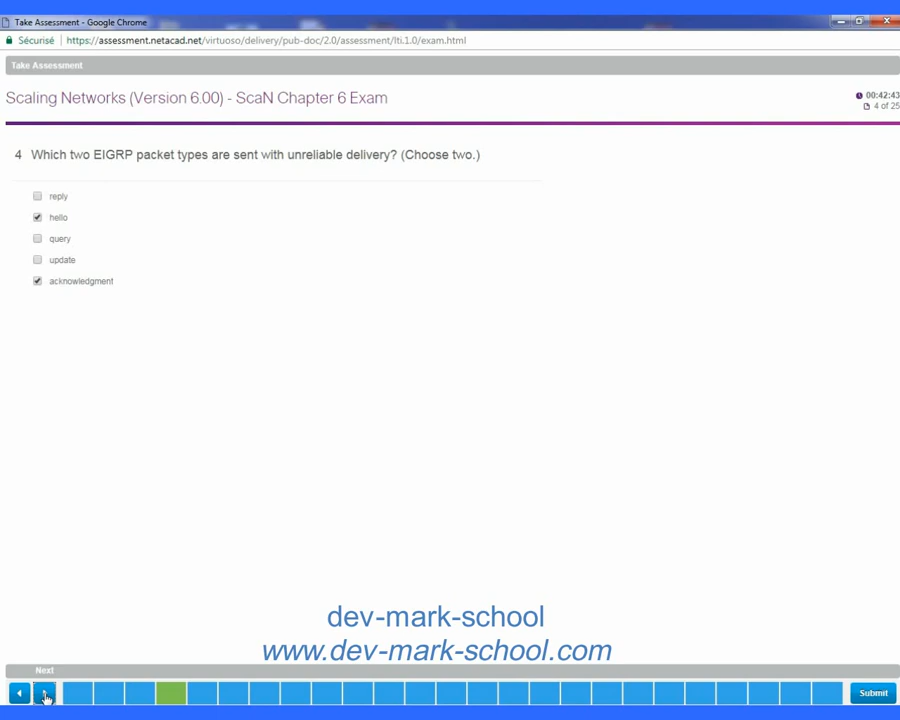 Take Assessment - Google Chrome
Sécurisé https://assessment.netacad.net/virtuoso/delivery/pub-doc/2.0/assessment/lti.1.0/exam.html
Take Assessment
Scaling Networks (Version 6.00) - ScaN Chapter 6 Exam
00:42:43
4 of 25
4 Which two EIGRP packet types are sent with unreliable delivery? (Choose two.)
reply
hello
query
update
acknowledgment
dev-mark-school
www.dev-mark-school.com
Next
Submit